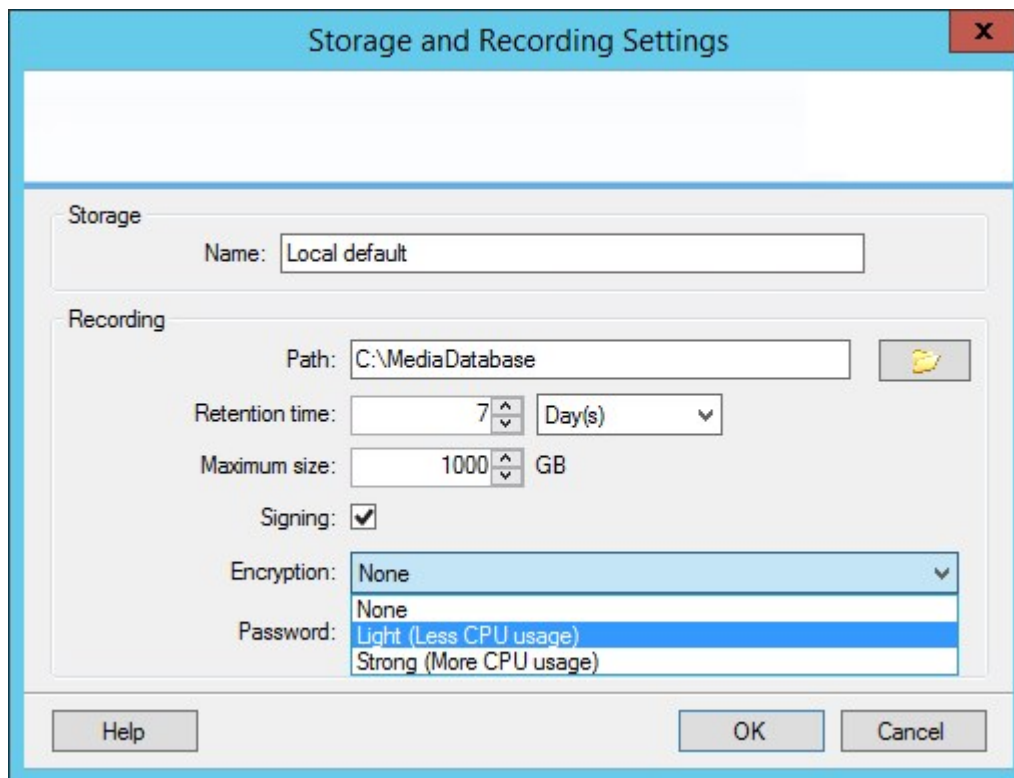 Storage and Recording Settings
x
Storage
Name: Local default
Recording
Path: C:\MediaDatabase
Retention time: 7 Day(s)
Maximum size: 1000 GB
Signing:
Encryption: None
None
Password: Light (Less CPU usage)
Strong (More CPU usage)
Help OK Cancel